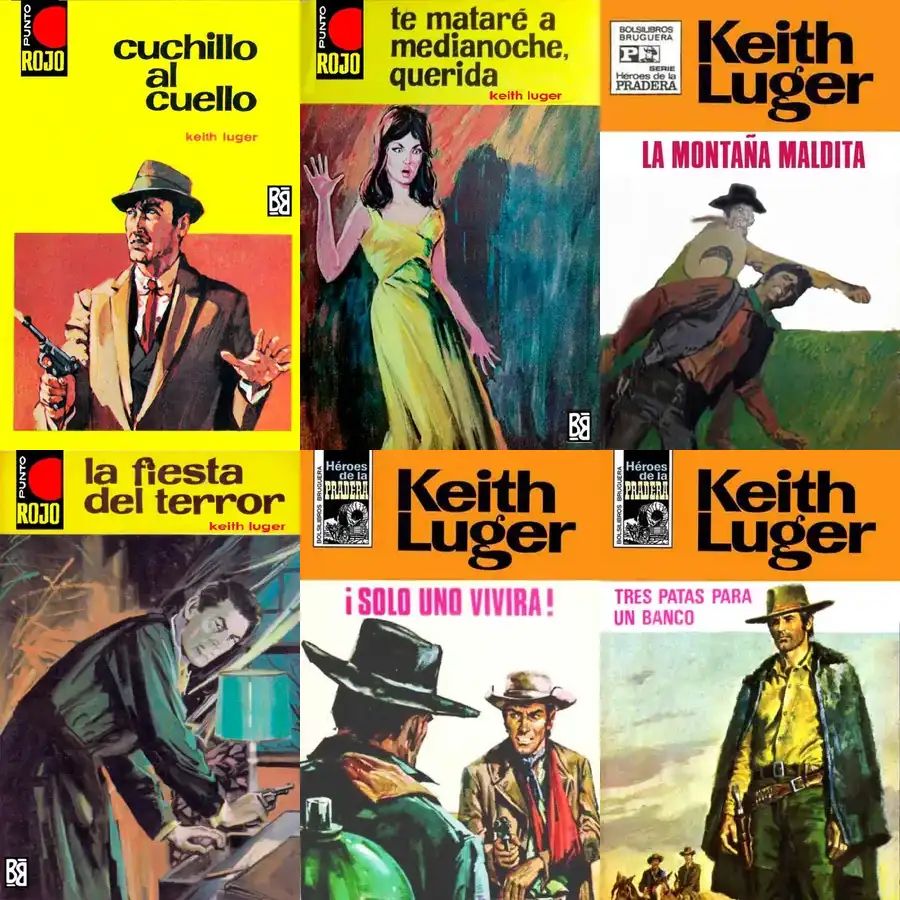 PUNTO
ROJO
cuchillo
al
cuello
keith luger
BB
PUNTO
ROJO
te mataré a
medianoche,
querida
keith luger
BB
BOLSILIBROS
BRUGUERA
SERIE
Héroes de la
PRADERA
Keith
Luger
LA MONTAÑA MALDITA
PUNTO
ROJO
la fiesta
del terror
keith luger
BB
BOLSILIBROS BRUGUERA
Héroes
de la
PRADERA
Keith
Luger
¡SOLO UNO VIVIRA!
BOLSILIBROS BRUGUERA
Héroes
de la
PRADERA
Keith
Luger
TRES PATAS PARA
UN BANCO